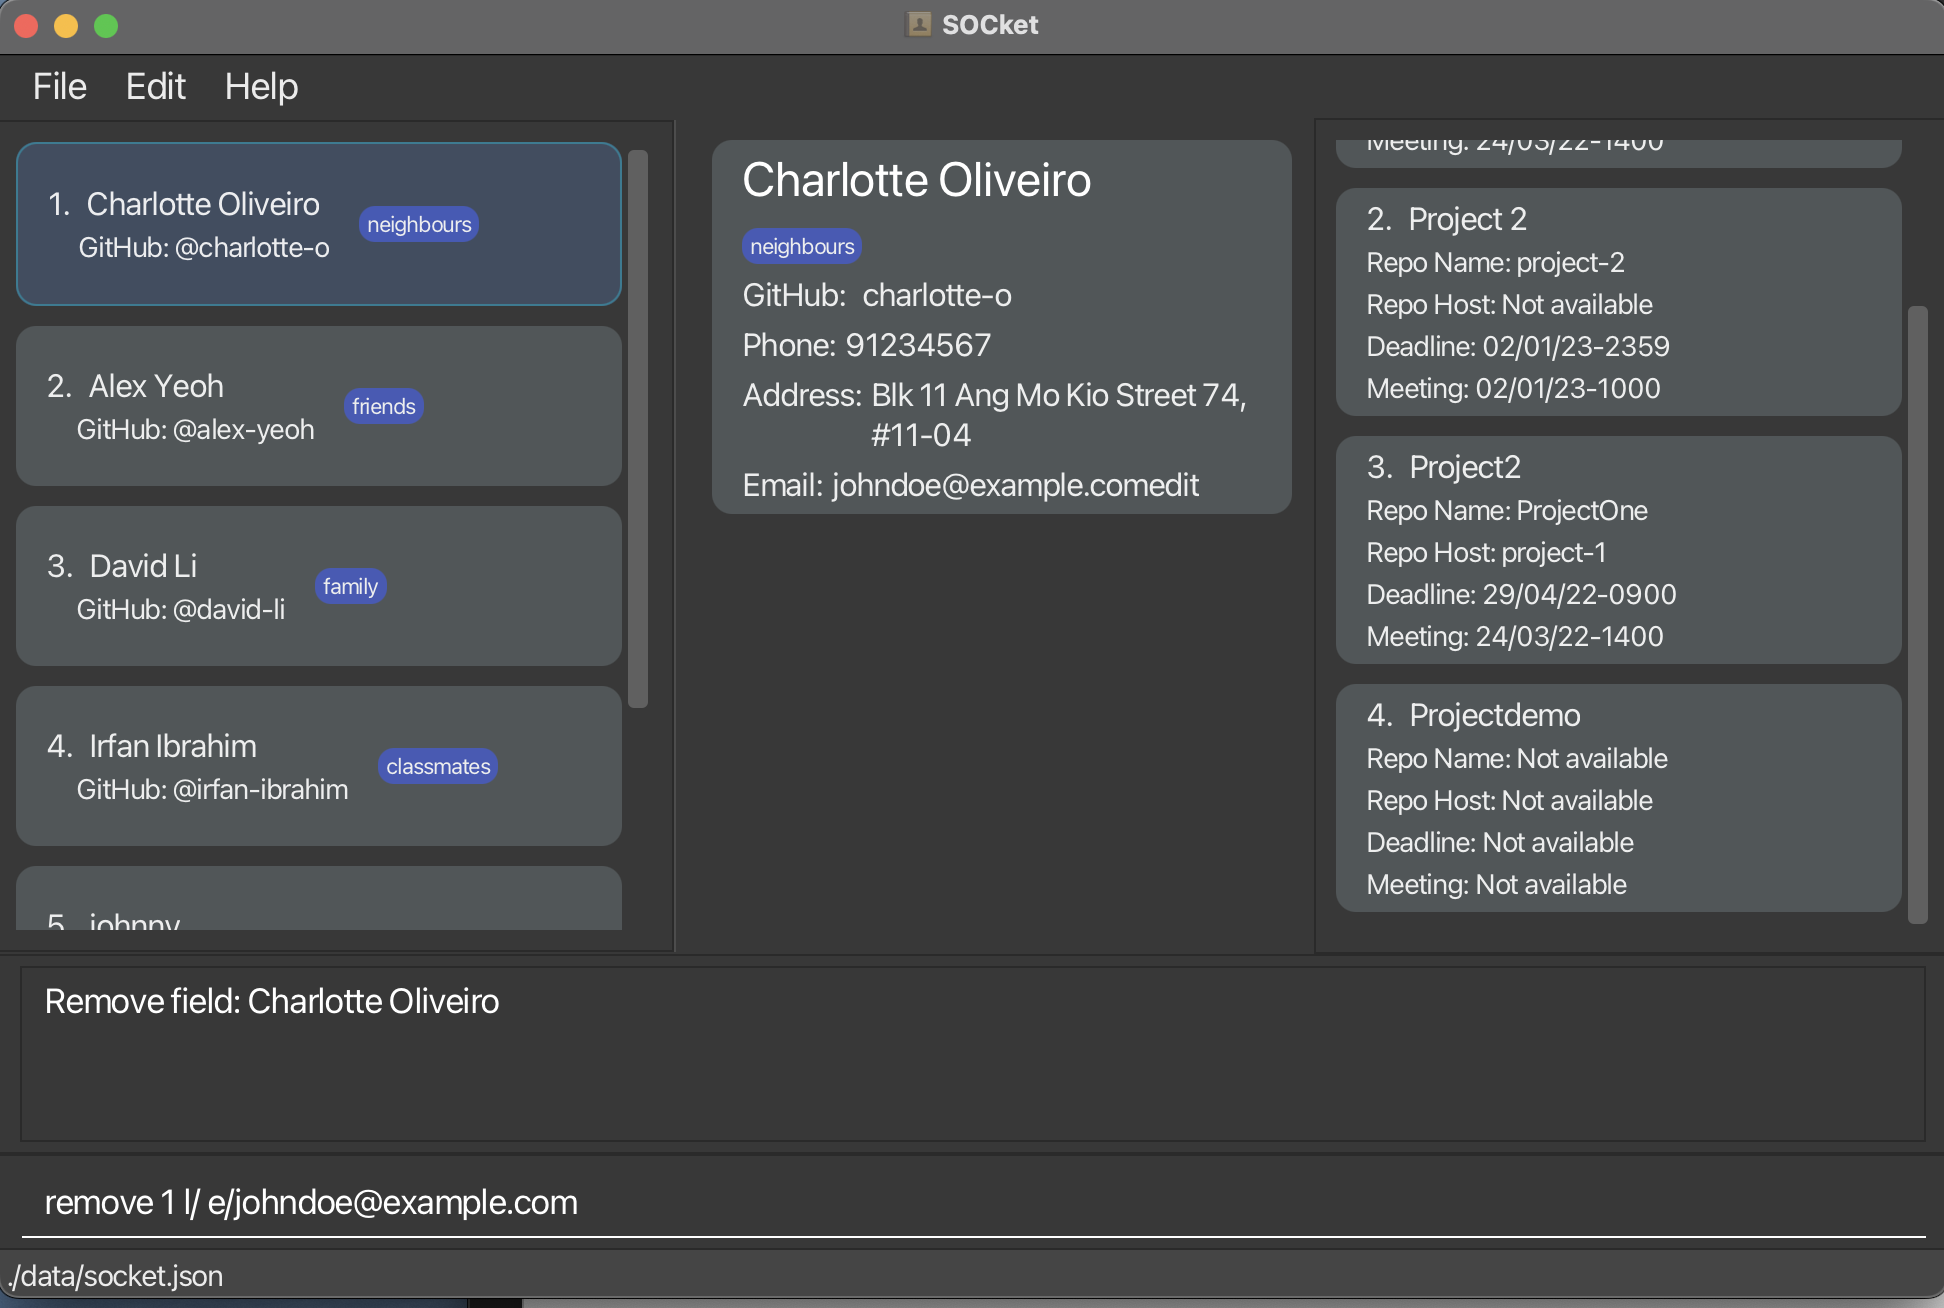 SOCket
File Edit Help
1. Charlotte Oliveiro
GitHub: @charlotte-o
neighbours
2. Alex Yeoh
GitHub: @alex-yeoh
friends
3. David Li
GitHub: @david-li
family
4. Irfan Ibrahim
GitHub: @irfan-ibrahim
classmates
5. johnny
Charlotte Oliveiro
neighbours
GitHub: charlotte-o
Phone: 91234567
Address: Blk 11 Ang Mo Kio Street 74,
#11-04
Email: johndoe@example.comedit
Meeting: 24/03/22-1400
2. Project 2
Repo Name: project-2
Repo Host: Not available
Deadline: 02/01/23-2359
Meeting: 02/01/23-1000
3. Project2
Repo Name: ProjectOne
Repo Host: project-1
Deadline: 29/04/22-0900
Meeting: 24/03/22-1400
4. Projectdemo
Repo Name: Not available
Repo Host: Not available
Deadline: Not available
Meeting: Not available
Remove field: Charlotte Oliveiro
remove 1 l/ e/johndoe@example.com
./data/socket.json